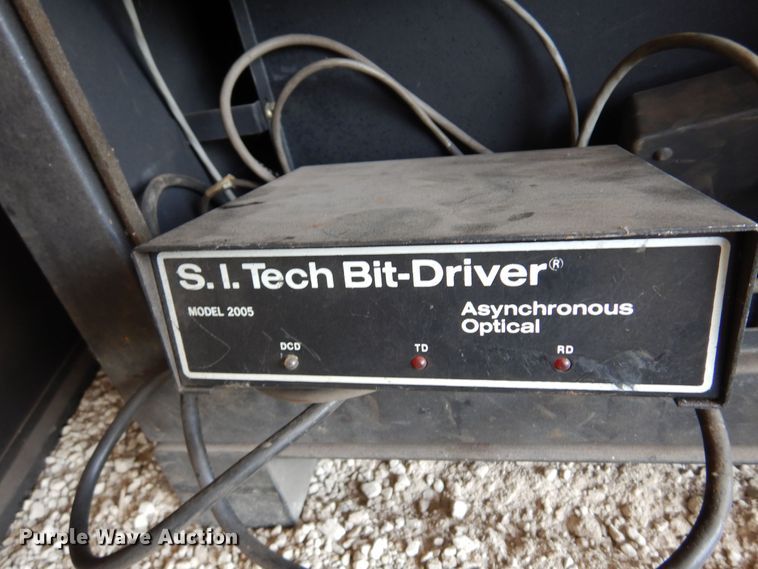 S. I. Tech Bit-Driver®
MODEL 2005
Asynchronous
Optical
DCD
TD
RD
Purple Wave Auction